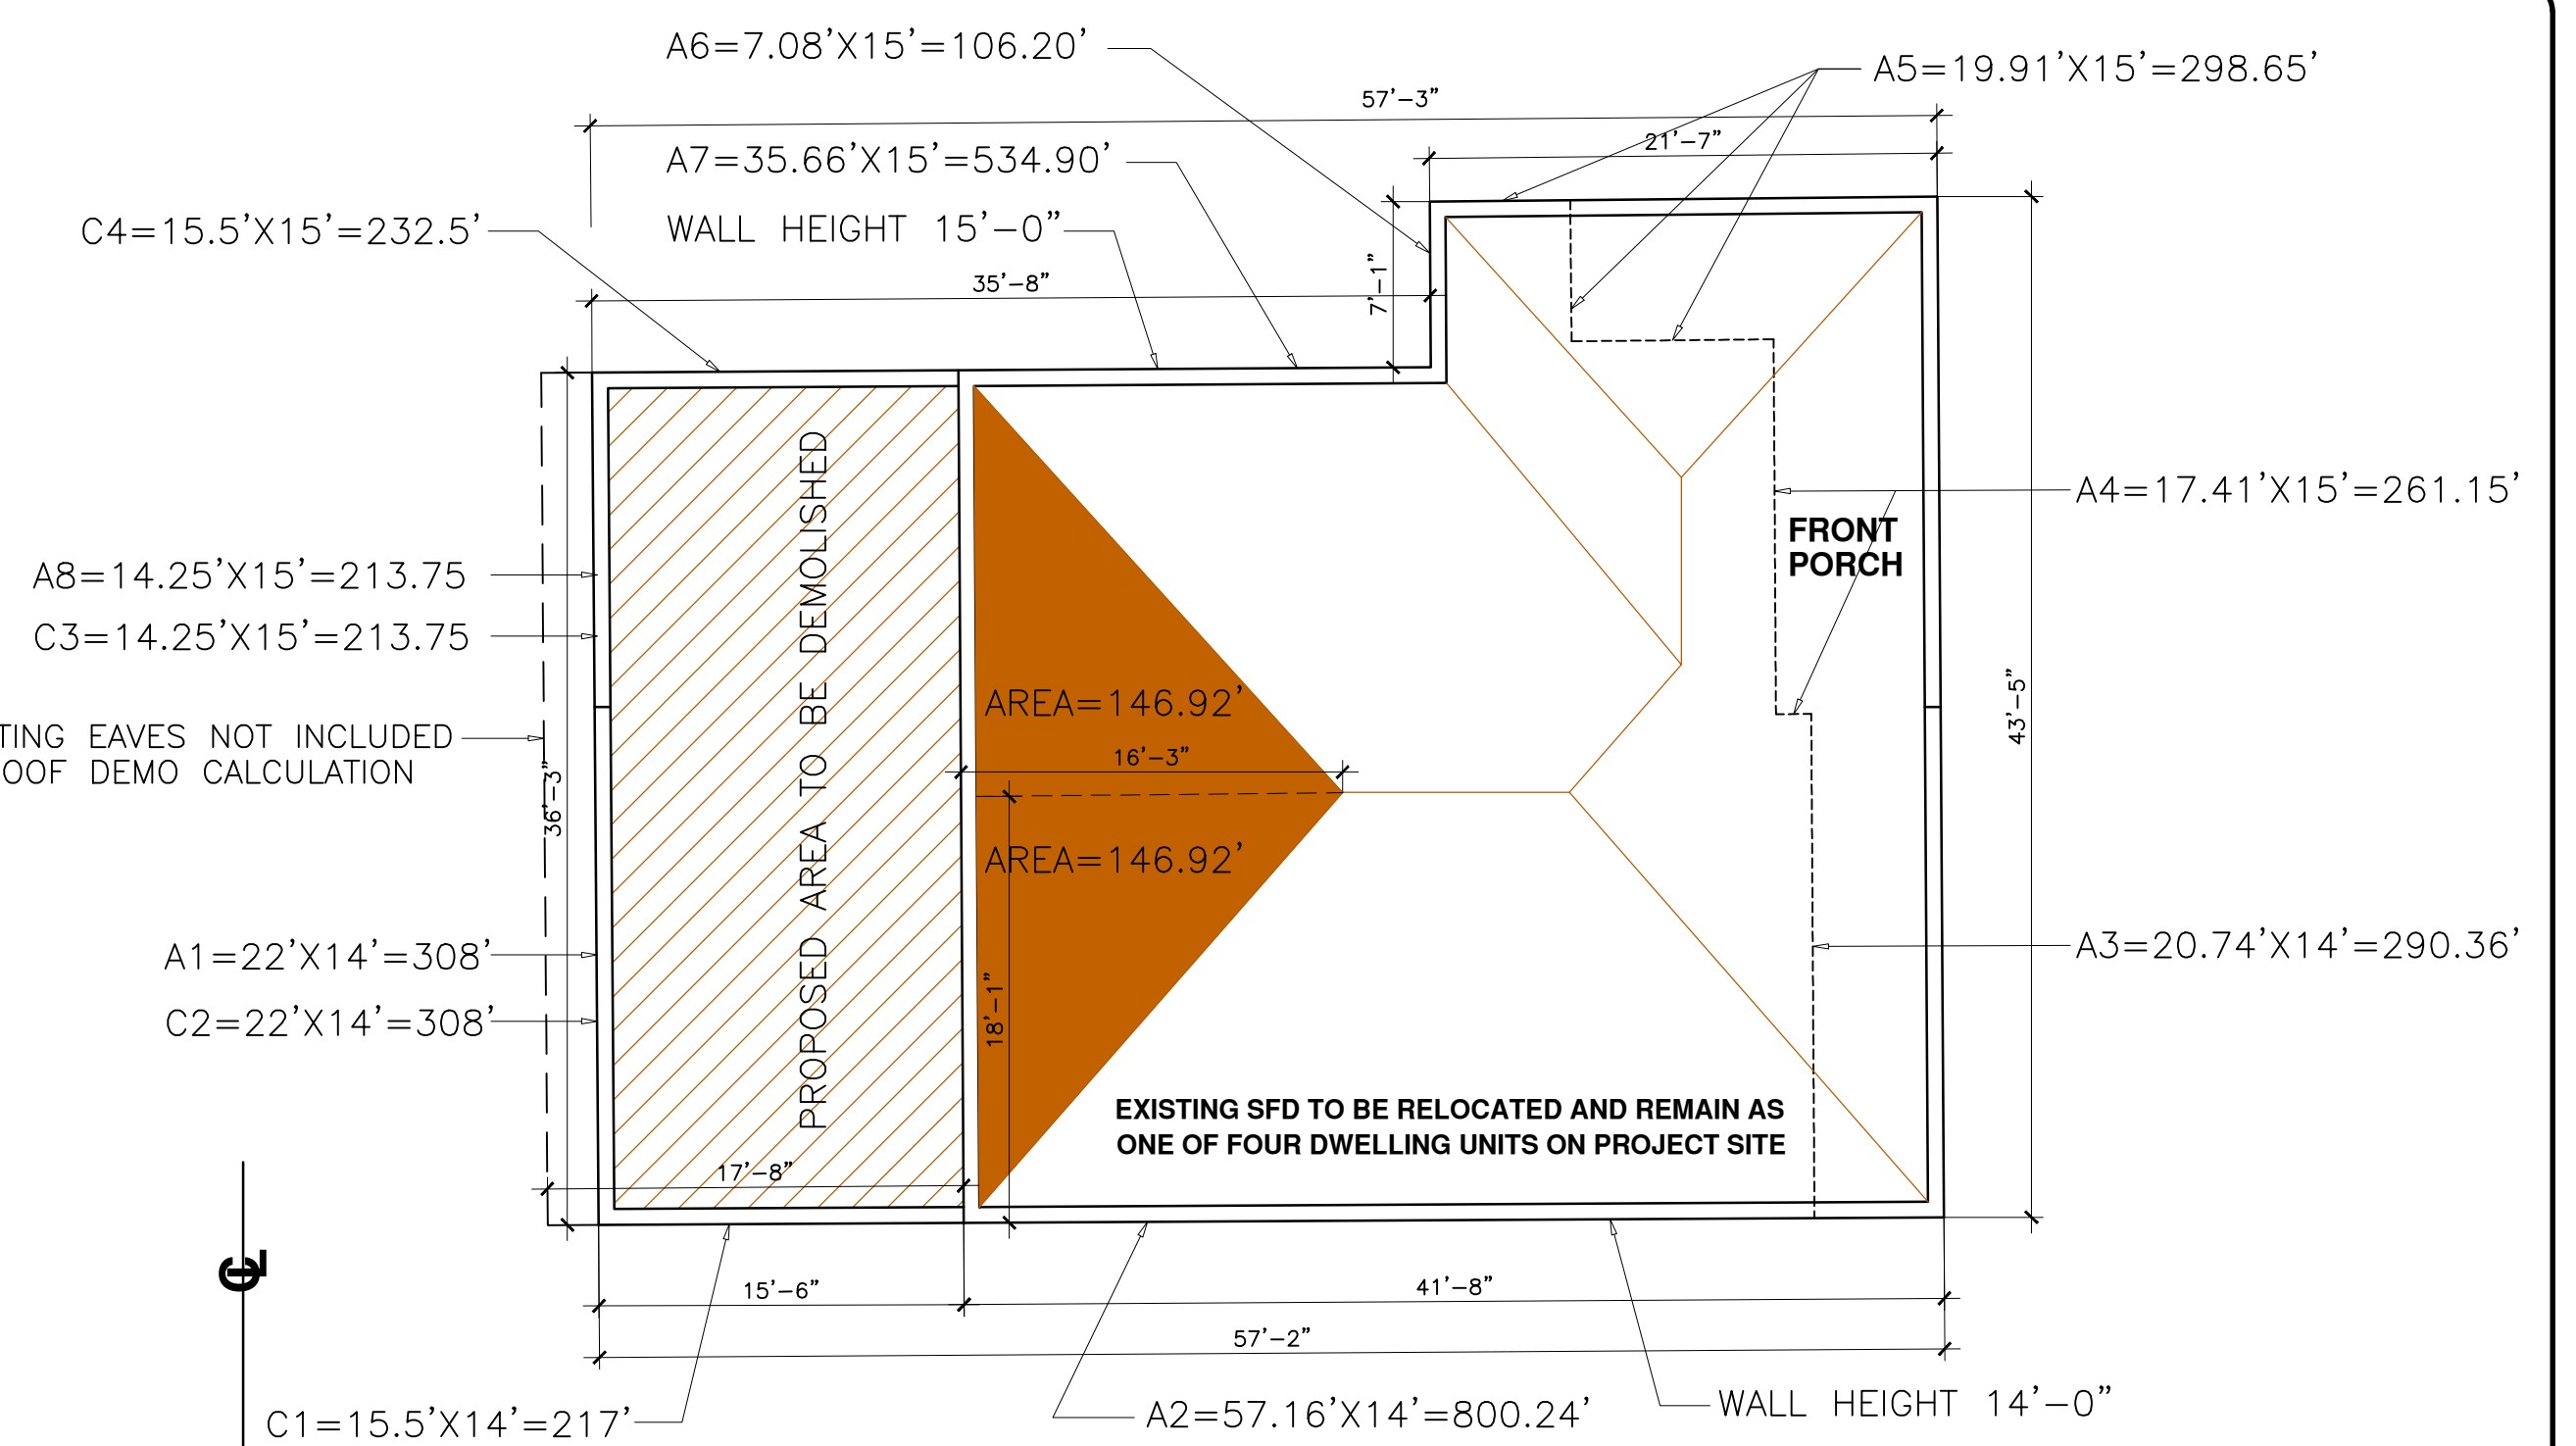 A6=7.08'X15'=106.20'
A5=19.91'X15'=298.65'
57'-3"
21'-7"
A7=35.66'X15'=534.90'
WALL HEIGHT 15'-0"
C4=15.5'X15'=232.5'
35'-8"
7'-1"
A4=17.41'X15'=261.15'
FRONT
PORCH
A8=14.25'X15'=213.75
C3=14.25'X15'=213.75
PROPOSED AREA TO BE DEMOLISHED
AREA=146.92'
16'-3"
43'-5"
TING EAVES NOT INCLUDED
OOF DEMO CALCULATION
36'-3"
AREA=146.92'
A1=22'X14'=308'
C2=22'X14'=308'
18'-1"
A3=20.74'X14'=290.36'
EXISTING SFD TO BE RELOCATED AND REMAIN AS
ONE OF FOUR DWELLING UNITS ON PROJECT SITE
17'-8"
CL
15'-6"
41'-8"
57'-2"
C1=15.5'X14'=217'
A2=57.16'X14'=800.24'
WALL HEIGHT 14'-0"